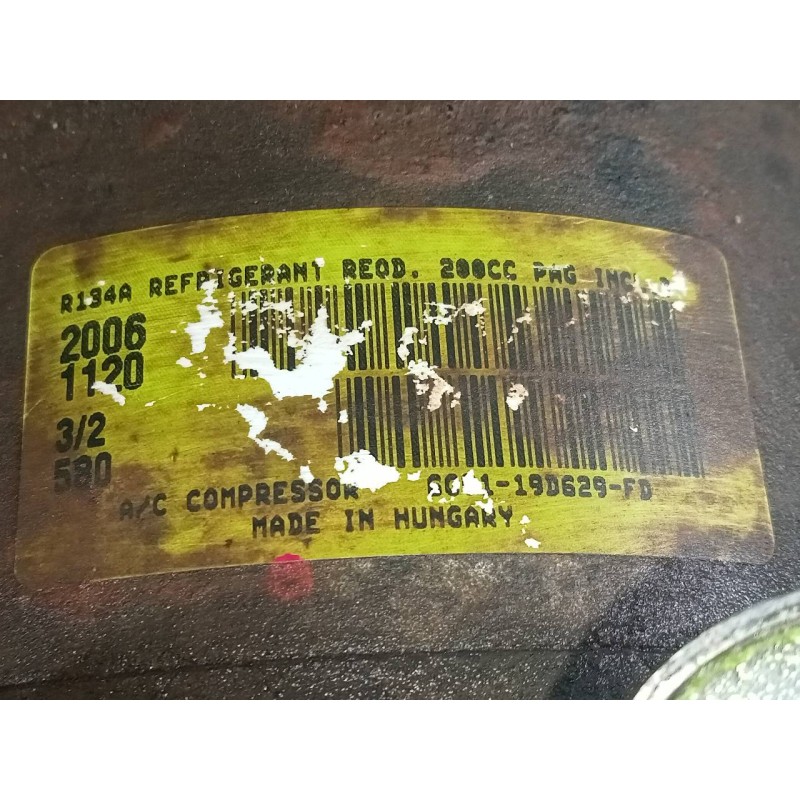 R134A REFRIGERANT REQD. 200CC PAG
2006
1120
3/2
580
A/C COMPRESSOR
MADE IN HUNGARY